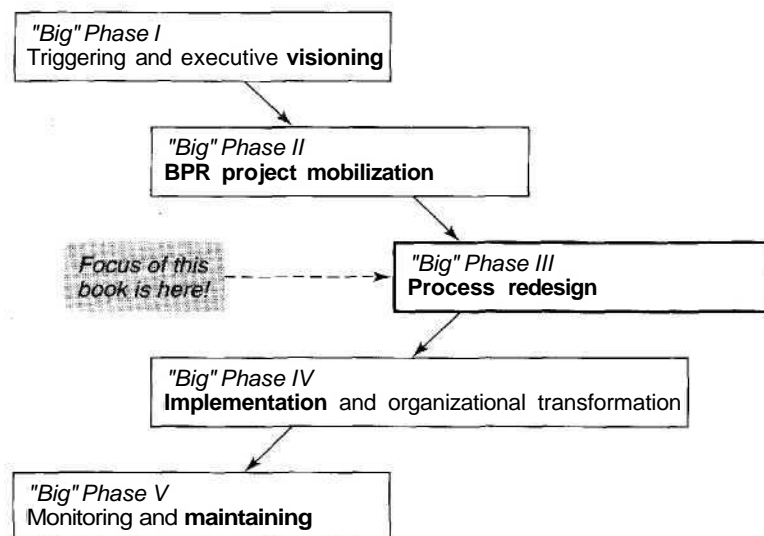 "Big" Phase I
Triggering and executive visioning
"Big" Phase II
BPR project mobilization
Focus of this
book is here!
"Big" Phase III
Process redesign
"Big" Phase IV
Implementation and organizational transformation
"Big" Phase V
Monitoring and maintaining